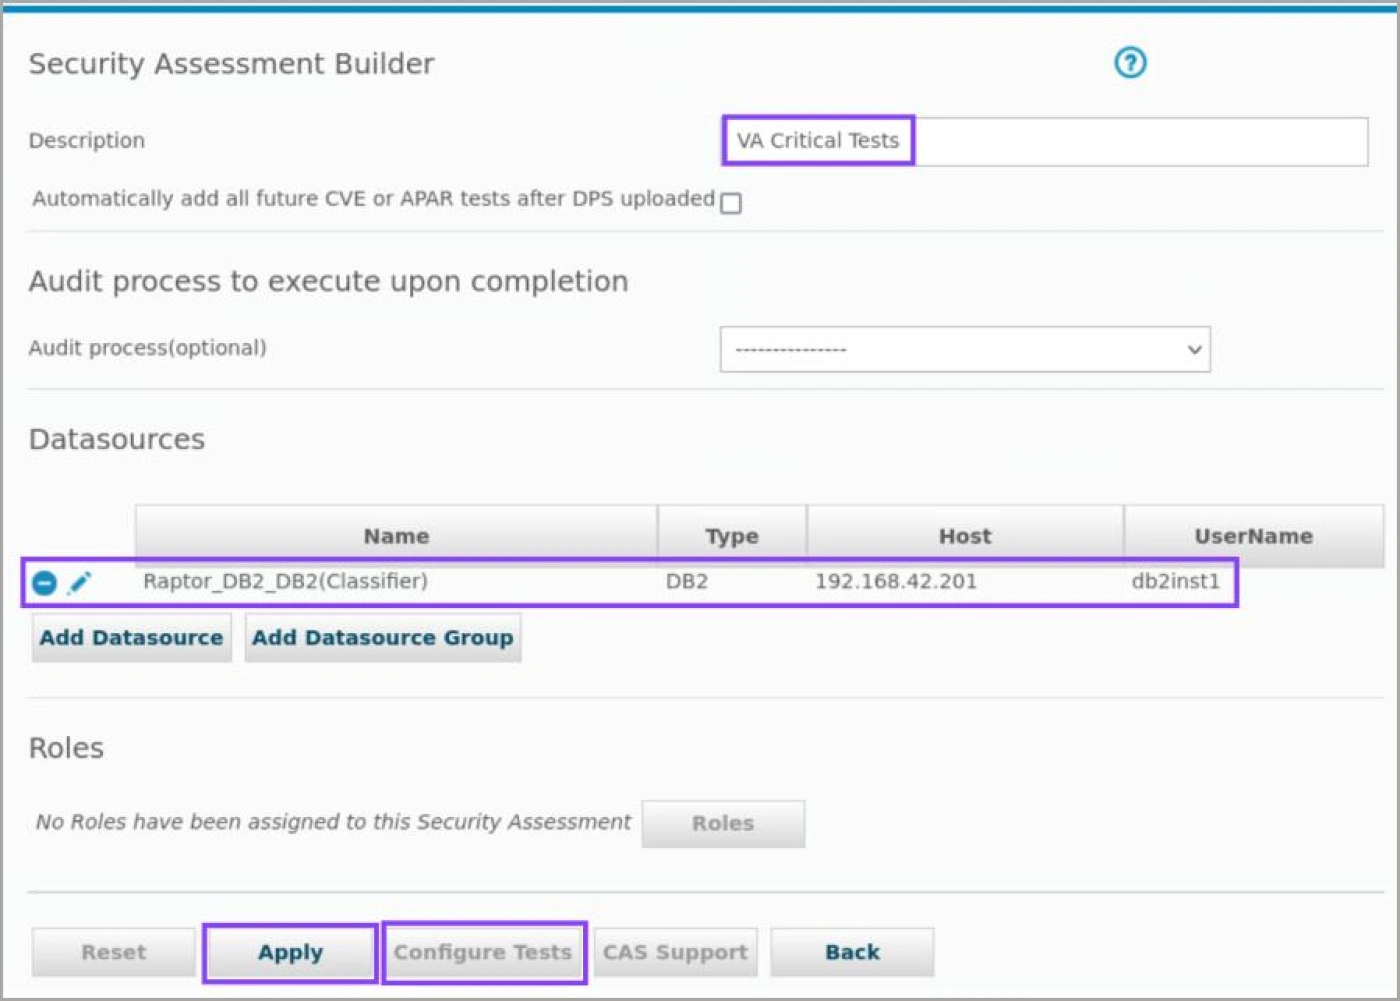 Security Assessment Builder
?
Description
VA Critical Tests
Automatically add all future CVE or APAR tests after DPS uploaded
Audit process to execute upon completion
Audit process(optional)
---------------
Datasources
Name Type Host UserName
Raptor_DB2_DB2(Classifier) DB2 192.168.42.201 db2inst1
Add Datasource Add Datasource Group
Roles
No Roles have been assigned to this Security Assessment Roles
Reset Apply Configure Tests CAS Support Back